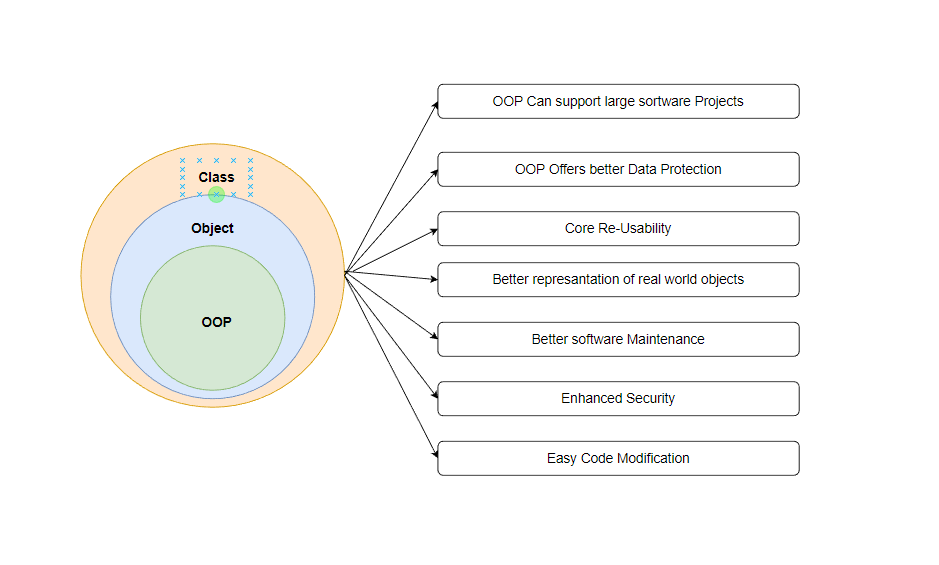 Class
Object
OOP
OOP Can support large sortware Projects
OOP Offers better Data Protection
Core Re-Usability
Better represantation of real world objects
Better software Maintenance
Enhanced Security
Easy Code Modification